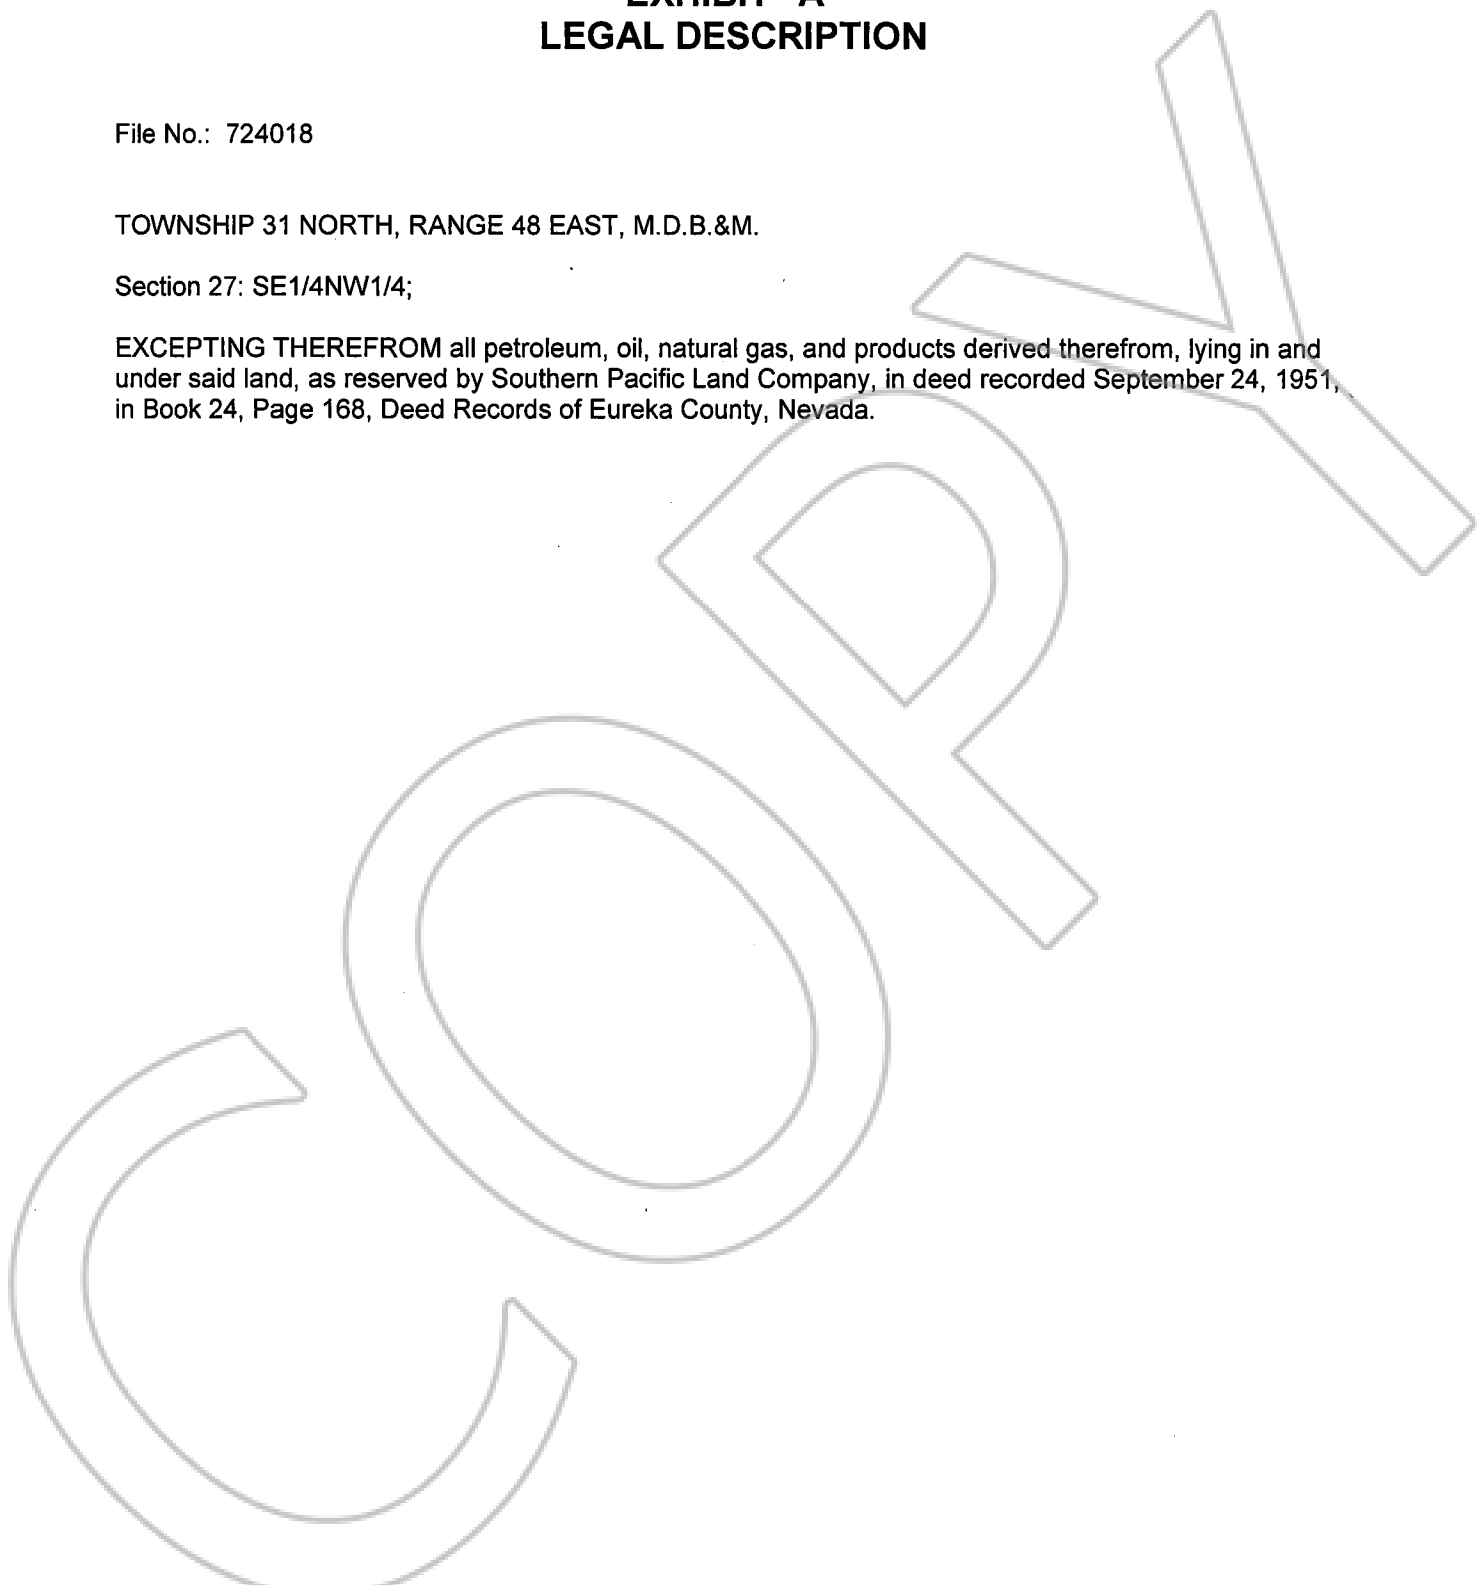 EXHIBIT "A"
LEGAL DESCRIPTION
File No.: 724018
TOWNSHIP 31 NORTH, RANGE 48 EAST, M.D.B.&M.
Section 27: SE1/4NW1/4;
EXCEPTING THEREFROM all petroleum, oil, natural gas, and products derived therefrom, lying in and
under said land, as reserved by Southern Pacific Land Company, in deed recorded September 24, 1951,
in Book 24, Page 168, Deed Records of Eureka County, Nevada.
COPY